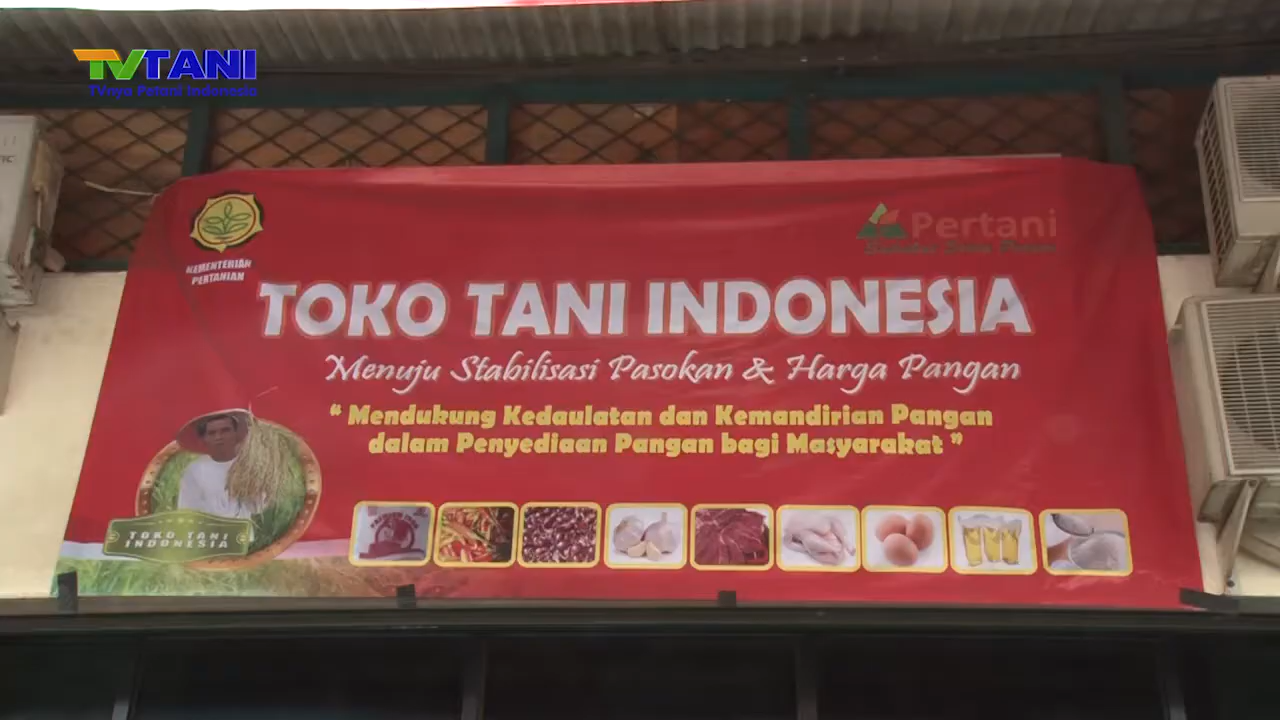 TVTANI
TVnya Petani Indonesia
KEMENTERIAN
PERTANIAN
Pertani
TOKO TANI INDONESIA
Menuju Stabilisasi Pasokan & Harga Pangan
“ Mendukung Kedaulatan dan Kemandirian Pangan
dalam Penyediaan Pangan bagi Masyarakat ”
TOKO TANI
INDONESIA